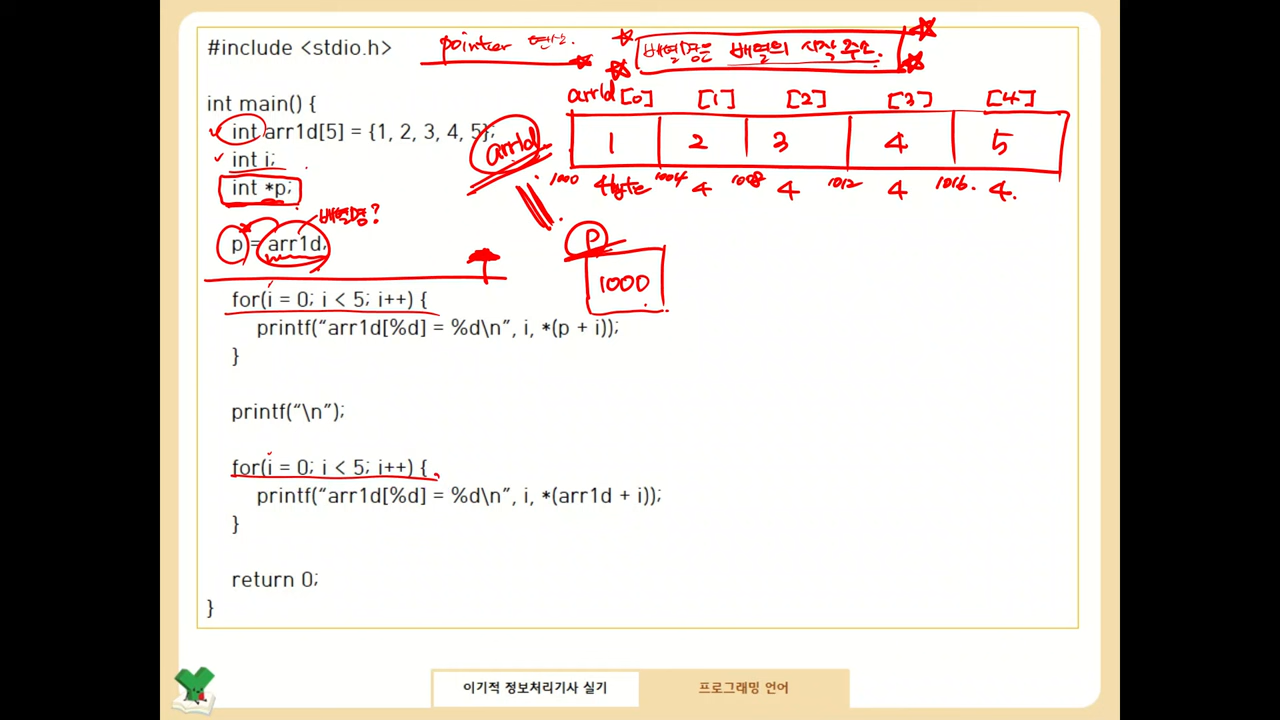 #include <stdio.h>
pointer 연산.
배열명은 배열의 시작 주소.
arr1d [0] [1] [2] [3] [4]
int main() {
int arr1d[5] = {1, 2, 3, 4, 5};
arr1d
1 2 3 4 5
int i;
int *p;
1000 4byte 1004 4 1008 4 1012 4 1016 4
배열명?
p = arr1d;
P
1000
for(i = 0; i < 5; i++) {
printf("arr1d[%d] = %d\n", i, *(p + i));
}
printf("\n");
for(i = 0; i < 5; i++) {
printf("arr1d[%d] = %d\n", i, *(arr1d + i));
}
return 0;
}
이기적 정보처리기사 실기
프로그래밍 언어